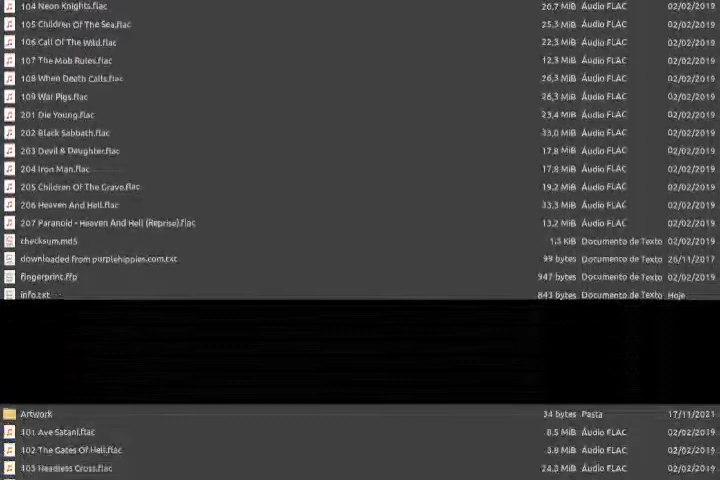 104 Neon Knights.flac 26,7 MiB Áudio FLAC 02/02/2019
105 Children Of The Sea.flac 25,3 MiB Áudio FLAC 02/02/2019
106 Call Of The Wild.flac 22,3 MiB Áudio FLAC 02/02/2019
107 The Mob Rules.flac 12,3 MiB Áudio FLAC 02/02/2019
108 When Death Calls.flac 26,3 MiB Áudio FLAC 02/02/2019
109 War Pigs.flac 28,3 MiB Áudio FLAC 02/02/2019
201 Die Young.flac 23,4 MiB Áudio FLAC 02/02/2019
202 Black Sabbath.flac 33,0 MiB Áudio FLAC 02/02/2019
203 Devil & Daughter.flac 17,8 MiB Áudio FLAC 02/02/2019
204 Iron Man.flac 17,8 MiB Áudio FLAC 02/02/2019
205 Children Of The Grave.flac 19,2 MiB Áudio FLAC 02/02/2019
206 Heaven And Hell.flac 33,3 MiB Áudio FLAC 02/02/2019
207 Paranoid - Heaven And Hell (Reprise).flac 13,2 MiB Áudio FLAC 02/02/2019
checksum.md5 1,5 KiB Documento de Texto 02/02/2019
downloaded from purplehippies.com.txt 99 bytes Documento de Texto 26/11/2017
fingerprint.ffp 947 bytes Documento de Texto 02/02/2019
info.txt 843 bytes Documento de Texto Hoje
Artwork 34 bytes Pasta 17/11/2021
101 Ave Satani.flac 8,5 MiB Áudio FLAC 02/02/2019
102 The Gates Of Hell.flac 3,8 MiB Áudio FLAC 02/02/2019
103 Headless Cross.flac 24,3 MiB Áudio FLAC 02/02/2019